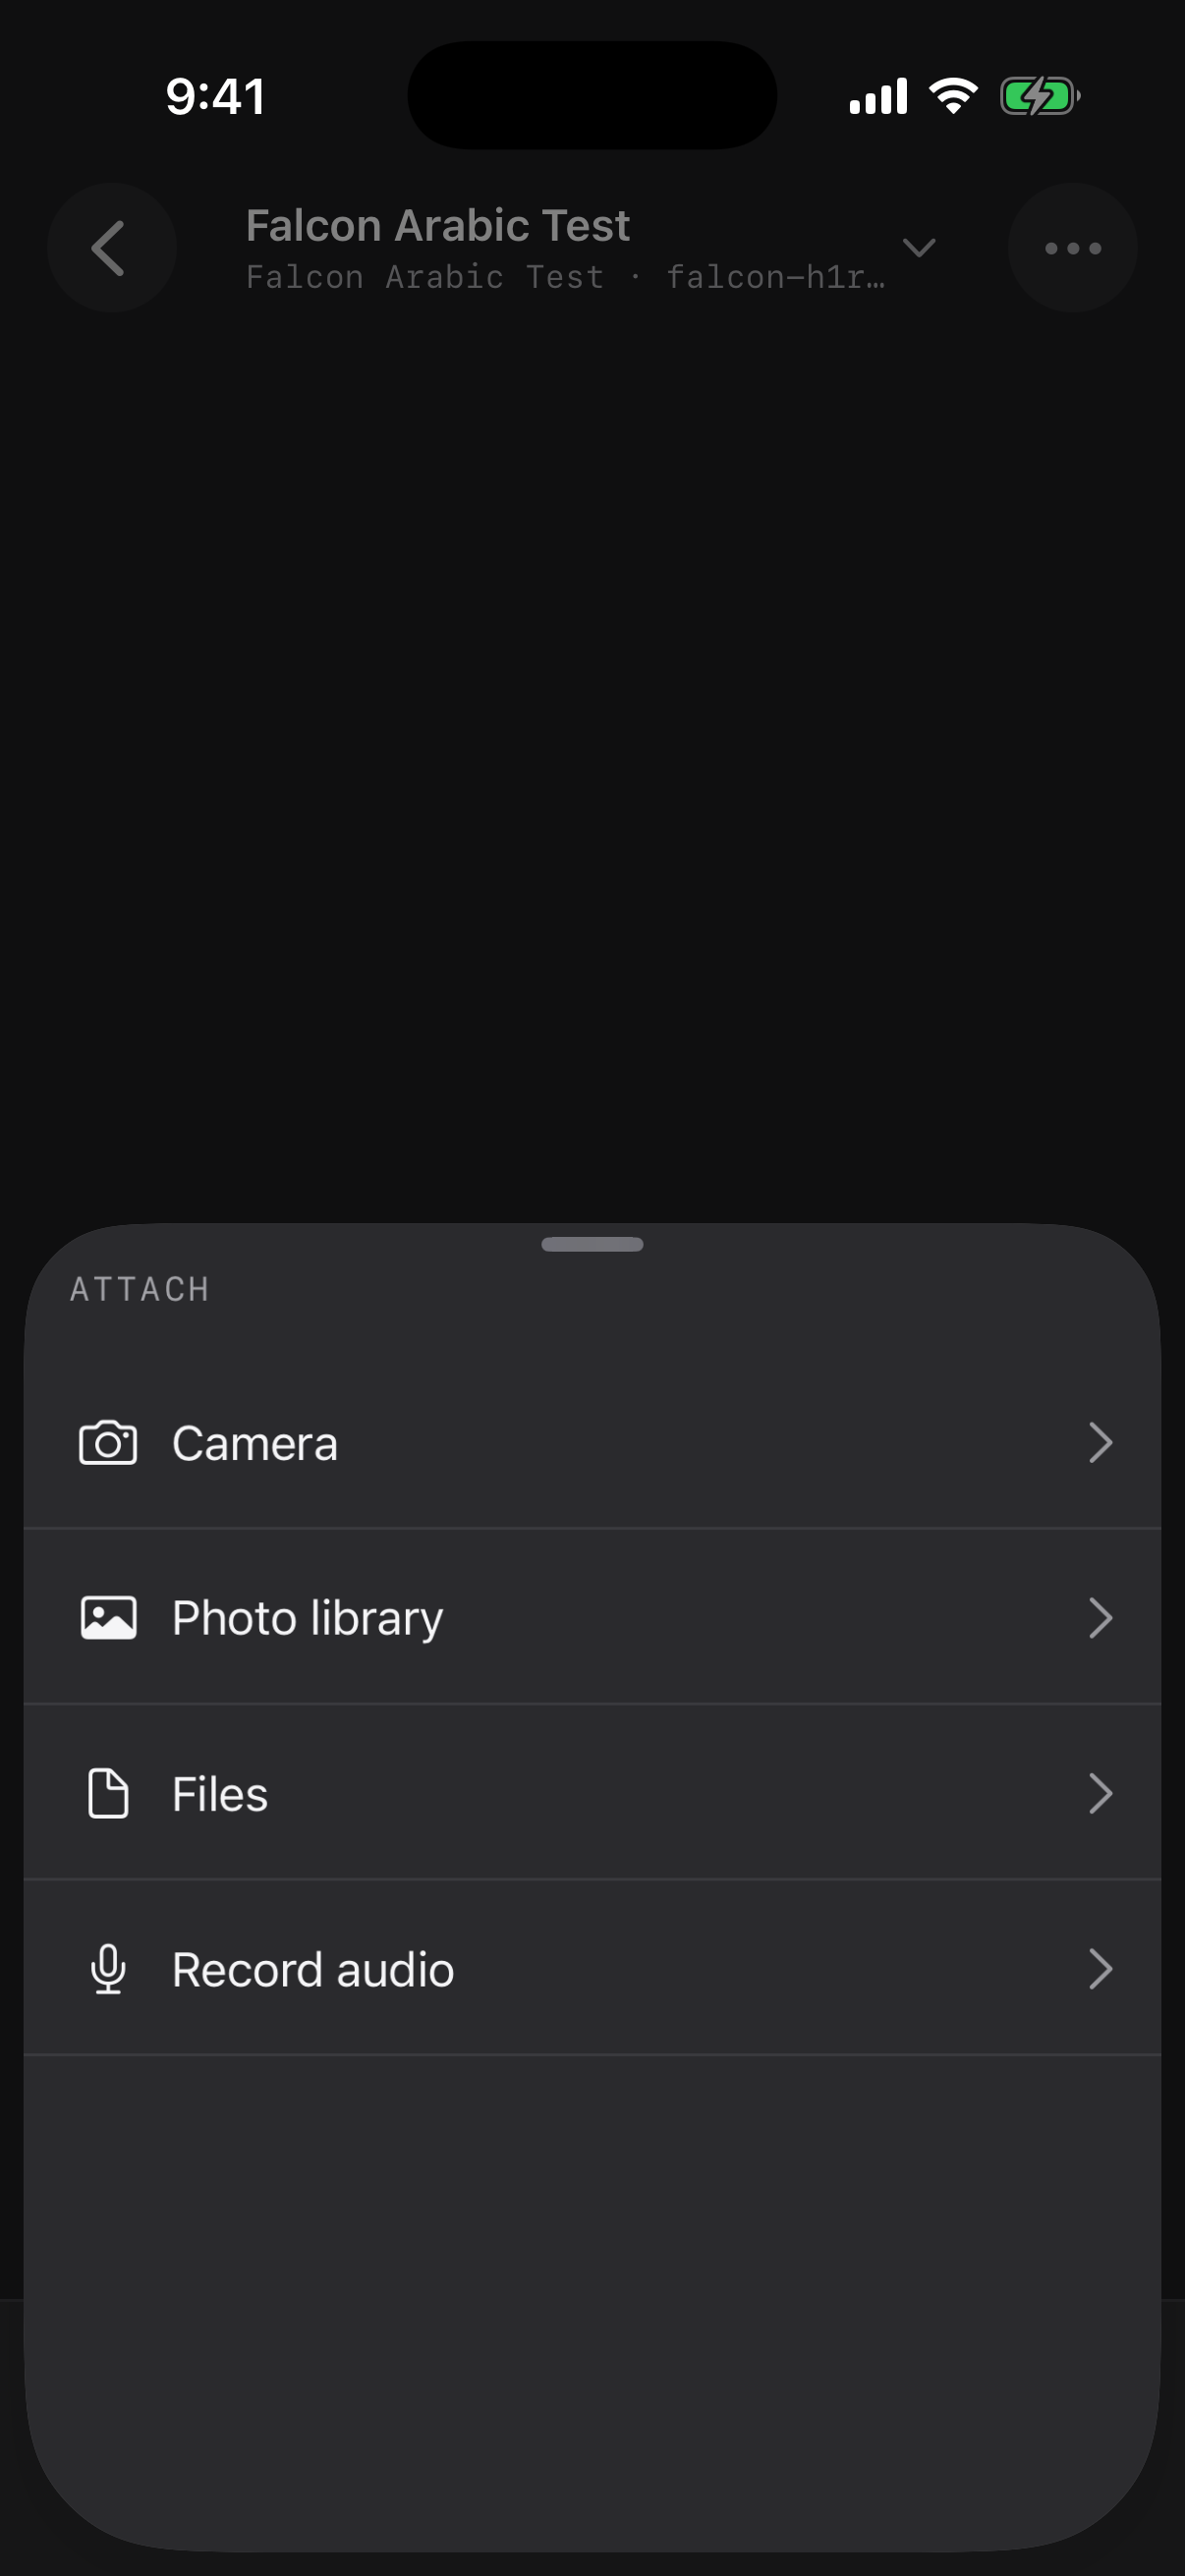 9:41
Falcon Arabic Test
Falcon Arabic Test · falcon-h1r…
ATTACH
Camera
Photo library
Files
Record audio